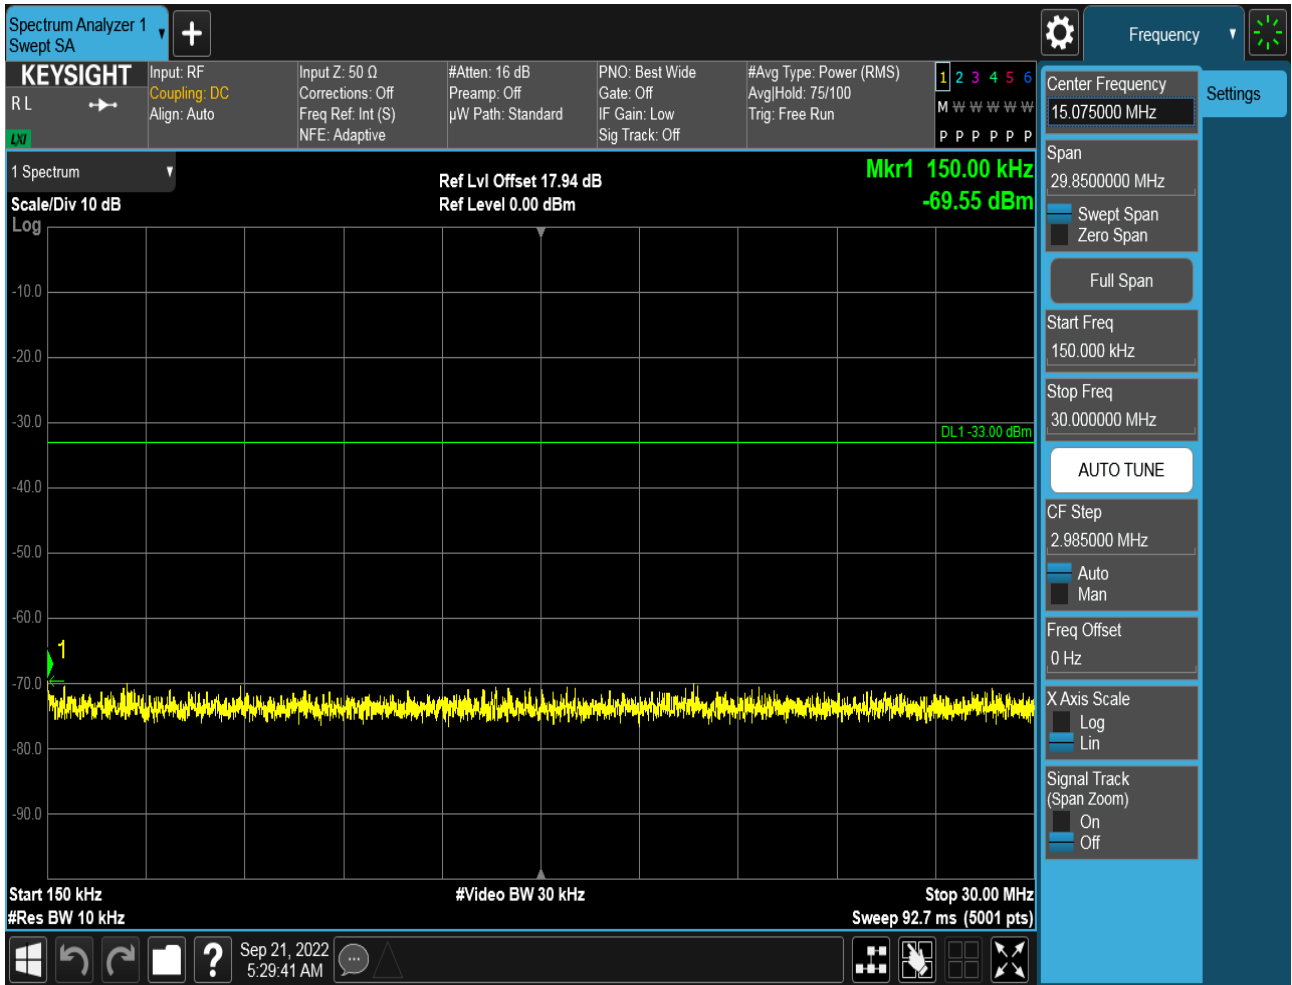 Spectrum Analyzer 1
Swept SA
Frequency
KEYSIGHT
R L
LXI
Input: RF
Coupling: DC
Align: Auto
Input Z: 50 Ω
Corrections: Off
Freq Ref: Int (S)
NFE: Adaptive
#Atten: 16 dB
Preamp: Off
µW Path: Standard
PNO: Best Wide
Gate: Off
IF Gain: Low
Sig Track: Off
#Avg Type: Power (RMS)
Avg|Hold: 75/100
Trig: Free Run
1 2 3 4 5 6
M W W W W W
P P P P P P
1 Spectrum
Scale/Div 10 dB
Log
Ref Lvl Offset 17.94 dB
Ref Level 0.00 dBm
Mkr1 150.00 kHz
-69.55 dBm
-10.0
-20.0
-30.0
DL1 -33.00 dBm
-40.0
-50.0
-60.0
1
-70.0
-80.0
-90.0
Start 150 kHz
#Video BW 30 kHz
Stop 30.00 MHz
#Res BW 10 kHz
Sweep 92.7 ms (5001 pts)
Center Frequency
15.075000 MHz
Settings
Span
29.8500000 MHz
Swept Span
Zero Span
Full Span
Start Freq
150.000 kHz
Stop Freq
30.000000 MHz
AUTO TUNE
CF Step
2.985000 MHz
Auto
Man
Freq Offset
0 Hz
X Axis Scale
Log
Lin
Signal Track
(Span Zoom)
On
Off
?
Sep 21, 2022
5:29:41 AM